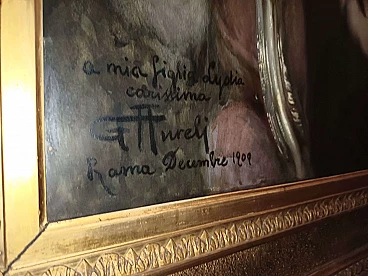 a mia figlia Lydia
carissima
G Aureli
Roma Decembre 1909